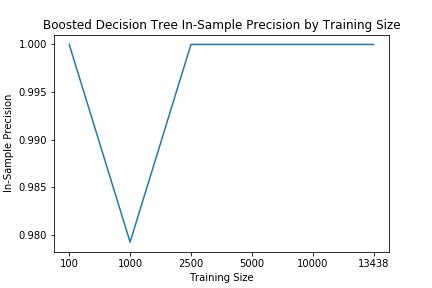 Boosted Decision Tree In-Sample Precision by Training Size
1.000
0.995
0.990
0.985
0.980
In-Sample Precision
100 1000 2500 5000 10000 13438
Training Size